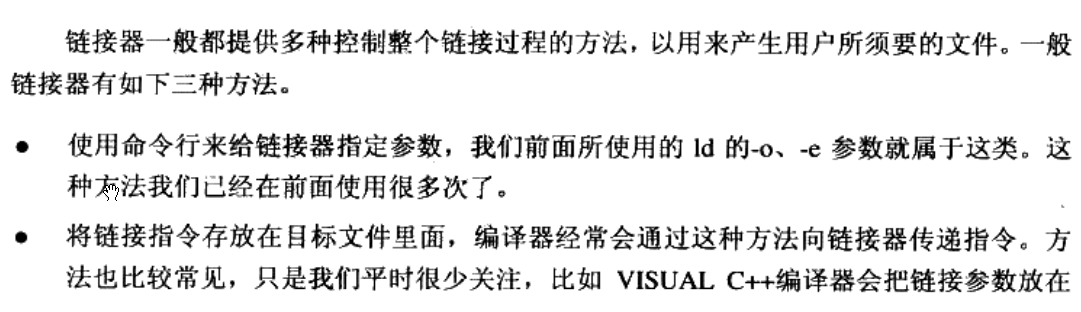 链接器一般都提供多种控制整个链接过程的方法，以用来产生用户所须要的文件。一般
链接器有如下三种方法。
● 使用命令行来给链接器指定参数，我们前面所使用的 ld 的-o、-e 参数就属于这类。这
种方法我们已经在前面使用很多次了。
● 将链接指令存放在目标文件里面，编译器经常会通过这种方法向链接器传递指令。方
法也比较常见，只是我们平时很少关注，比如 VISUAL C++编译器会把链接参数放在